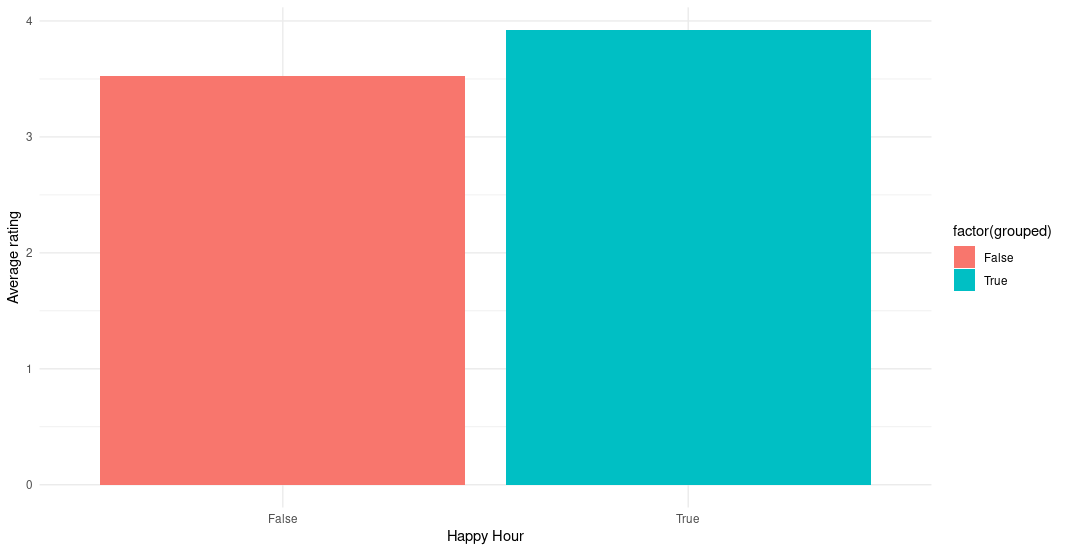 4
3
2
1
0
Average rating
False
True
Happy Hour
factor(grouped)
False
True